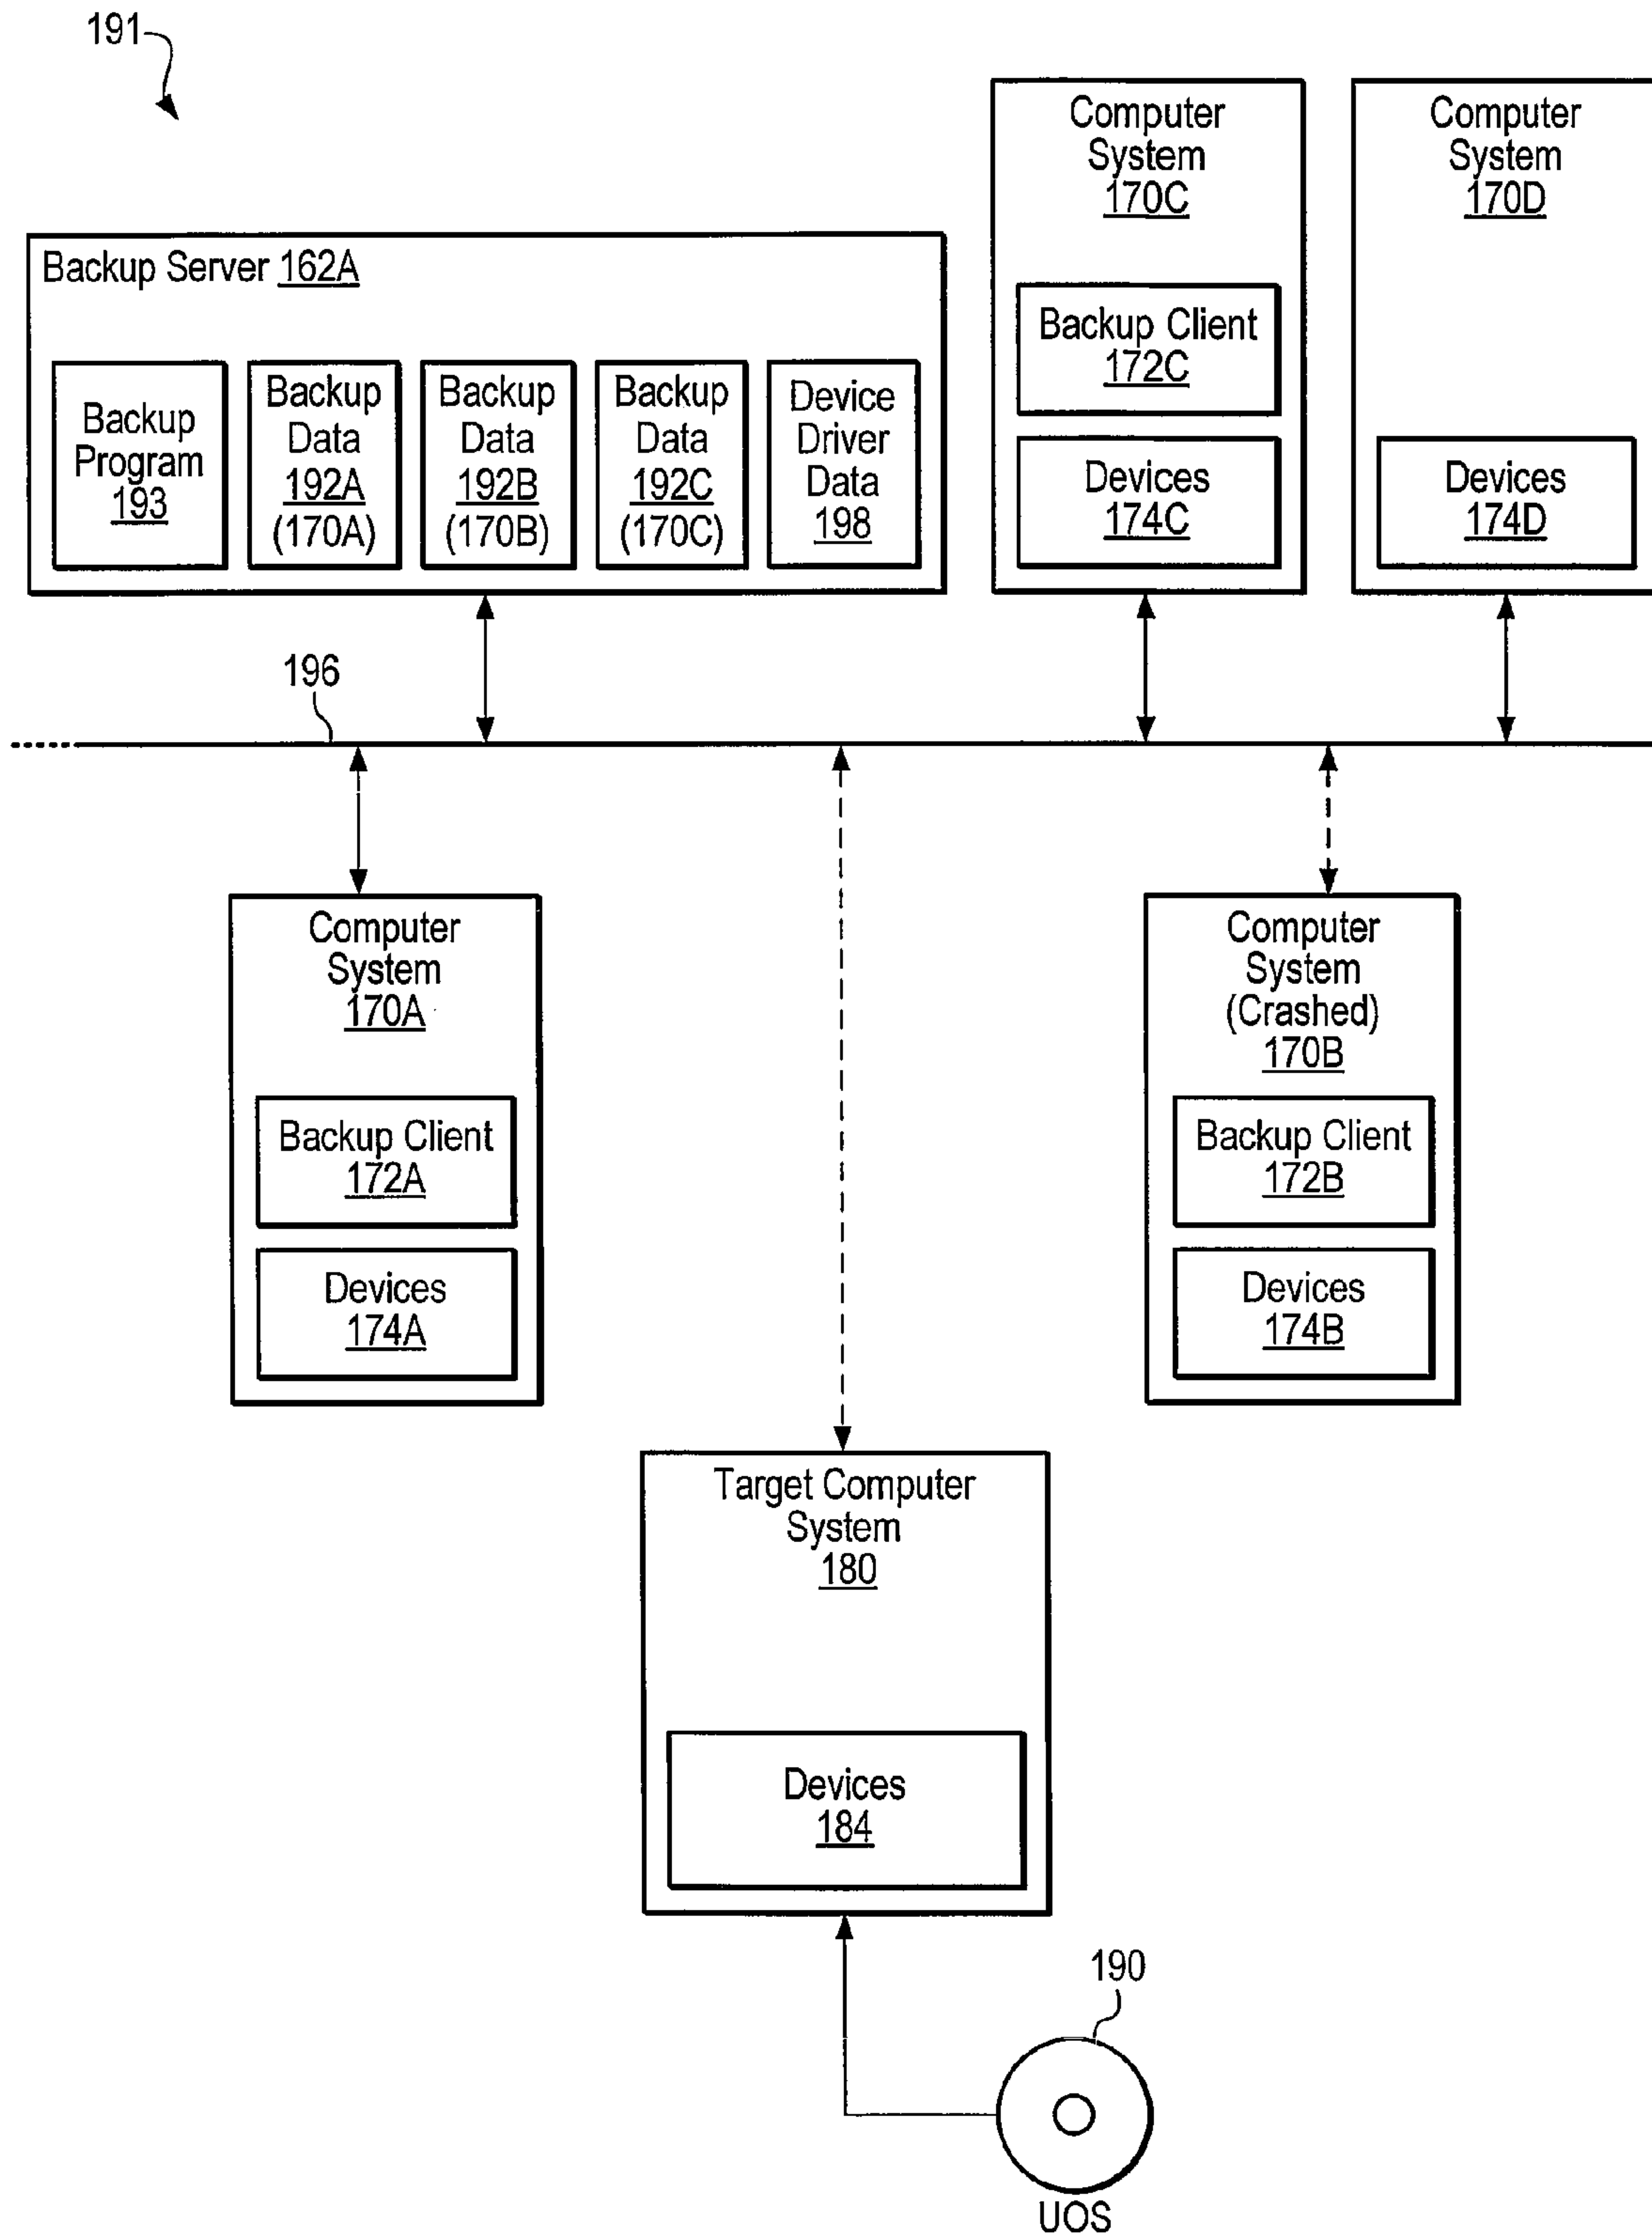 191
Computer
System
170C
Backup Client
172C
Devices
174C
Computer
System
170D
Devices
174D
Backup Server 162A
Backup
Program
193
Backup
Data
192A
(170A)
Backup
Data
192B
(170B)
Backup
Data
192C
(170C)
Device
Driver
Data
198
196
Computer
System
170A
Backup Client
172A
Devices
174A
Computer
System
(Crashed)
170B
Backup Client
172B
Devices
174B
Target Computer
System
180
Devices
184
190
UOS